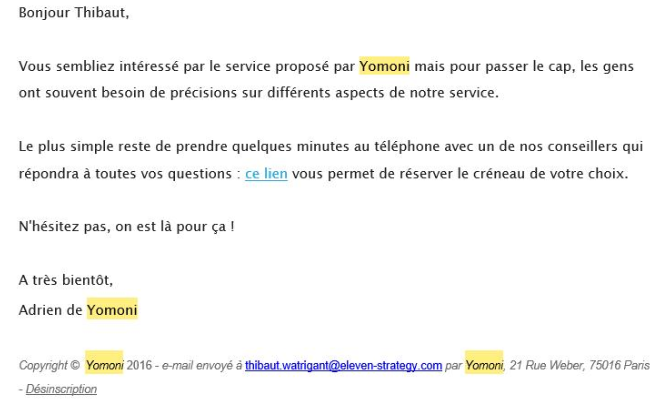 Bonjour Thibaut,
Vous sembliez intéressé par le service proposé par Yomoni mais pour passer le cap, les gens
ont souvent besoin de précisions sur différents aspects de notre service.
Le plus simple reste de prendre quelques minutes au téléphone avec un de nos conseillers qui
répondra à toutes vos questions : ce lien vous permet de réserver le créneau de votre choix.
N'hésitez pas, on est là pour ça !
A très bientôt,
Adrien de Yomoni
Copyright © Yomoni 2016 - e-mail envoyé à thibaut.watrigant@eleven-strategy.com par Yomoni, 21 Rue Weber, 75016 Paris
- Désinscription